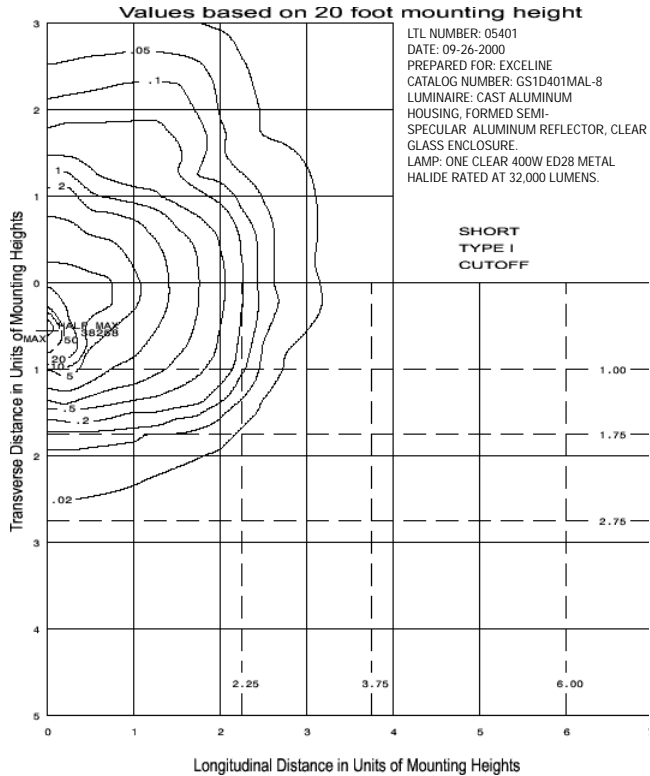 Values based on 20 foot mounting height
LTL NUMBER: 05401
DATE: 09-26-2000
PREPARED FOR: EXCELINE
CATALOG NUMBER: GS1D401MAL-8
LUMINAIRE: CAST ALUMINUM
HOUSING, FORMED SEMI-
SPECULAR ALUMINUM REFLECTOR, CLEAR
GLASS ENCLOSURE.
LAMP: ONE CLEAR 400W ED28 METAL
HALIDE RATED AT 32,000 LUMENS.
SHORT
TYPE I
CUTOFF
Transverse Distance in Units of Mounting Heights
3
2
1
0
1
2
3
4
5
.05
.1
1
2
HALF MAX
MAX
50
20
10
5
.5
.2
.02
1.00
1.75
2.75
2.25
3.75
6.00
0
1
2
3
4
5
6
7
Longitudinal Distance in Units of Mounting Heights